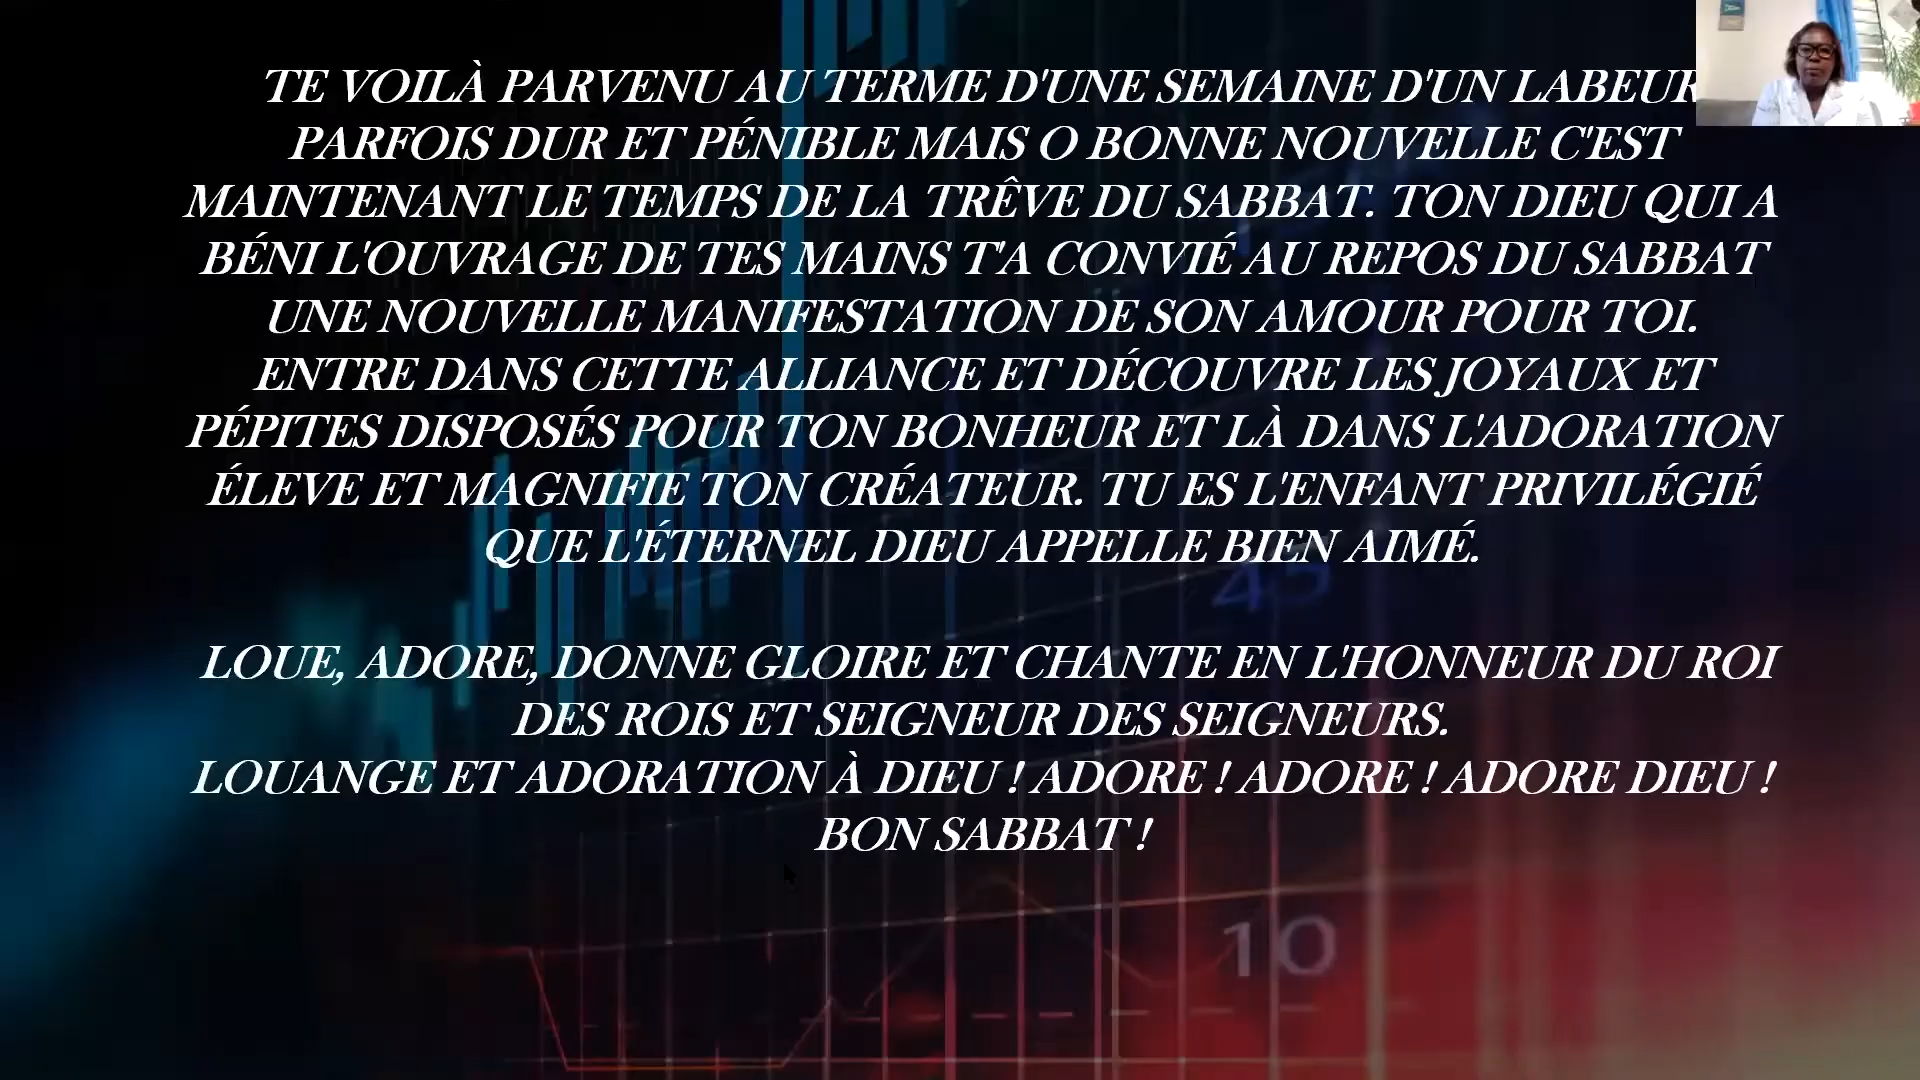 TE VOILÀ PARVENU AU TERME D'UNE SEMAINE D'UN LABEUR
PARFOIS DUR ET PÉNIBLE MAIS O BONNE NOUVELLE C'EST
MAINTENANT LE TEMPS DE LA TRÊVE DU SABBAT. TON DIEU QUI A
BÉNI L'OUVRAGE DE TES MAINS T'A CONVIÉ AU REPOS DU SABBAT
UNE NOUVELLE MANIFESTATION DE SON AMOUR POUR TOI.
ENTRE DANS CETTE ALLIANCE ET DÉCOUVRE LES JOYAUX ET
PÉPITES DISPOSÉS POUR TON BONHEUR ET LÀ DANS L'ADORATION
ÉLEVE ET MAGNIFIE TON CRÉATEUR. TU ES L'ENFANT PRIVILÉGIÉ
QUE L'ÉTERNEL DIEU APPELLE BIEN AIMÉ.
45
LOUE, ADORE, DONNE GLOIRE ET CHANTE EN L'HONNEUR DU ROI
DES ROIS ET SEIGNEUR DES SEIGNEURS.
LOUANGE ET ADORATION À DIEU ! ADORE ! ADORE ! ADORE DIEU !
BON SABBAT !
10